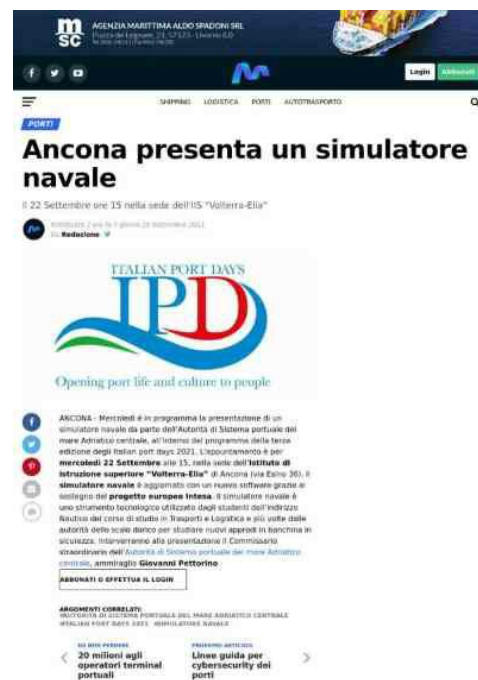 msc
AGENZIA MARITTIMA ALDO SPADONI SRL
Login
Abbonati
SHIPPING LOGISTICA PORTI AUTOTRASPORTO
PORTI
Ancona presenta un simulatore
navale
Il 22 Settembre ore 15 nella sede dell'IIS "Volterra-Elia"
Redazione
ITALIAN PORT DAYS
IPD
Opening port life and culture to people
ANCONA - Mercoledì è in programma la presentazione di un
simulatore navale da parte dell'Autorità di Sistema portuale del
mare Adriatico centrale, all'interno del programma della terza
edizione degli Italian port days 2021. L'appuntamento è per
mercoledì 22 Settembre alle 15, nella sede dell'Istituto di
istruzione superiore "Volterra-Elia" di Ancona (via Esino 36). Il
simulatore navale è aggiornato con un nuovo software grazie al
sostegno del progetto europeo Intesa. Il simulatore navale è
uno strumento tecnologico utilizzato dagli studenti dell'indirizzo
Nautico del corso di studio in Trasporti e Logistica e più volte dalle
autorità dello scalo dorico per studiare nuovi approdi in banchina in
sicurezza. Interverranno alla presentazione il Commissario
straordinario dell'Autorità di Sistema portuale del mare Adriatico
centrale, ammiraglio Giovanni Pettorino
ABBONATI O EFFETTUA IL LOGIN
ARGOMENTI CORRELATI:
#AUTORITÀ DI SISTEMA PORTUALE DEL MARE ADRIATICO CENTRALE
#ITALIAN PORT DAYS 2021 #SIMULATORE NAVALE
DA NON PERDERE
20 milioni agli
operatori terminal
portuali
PROSSIMO ARTICOLO
Linee guida per
cybersecurity dei
porti